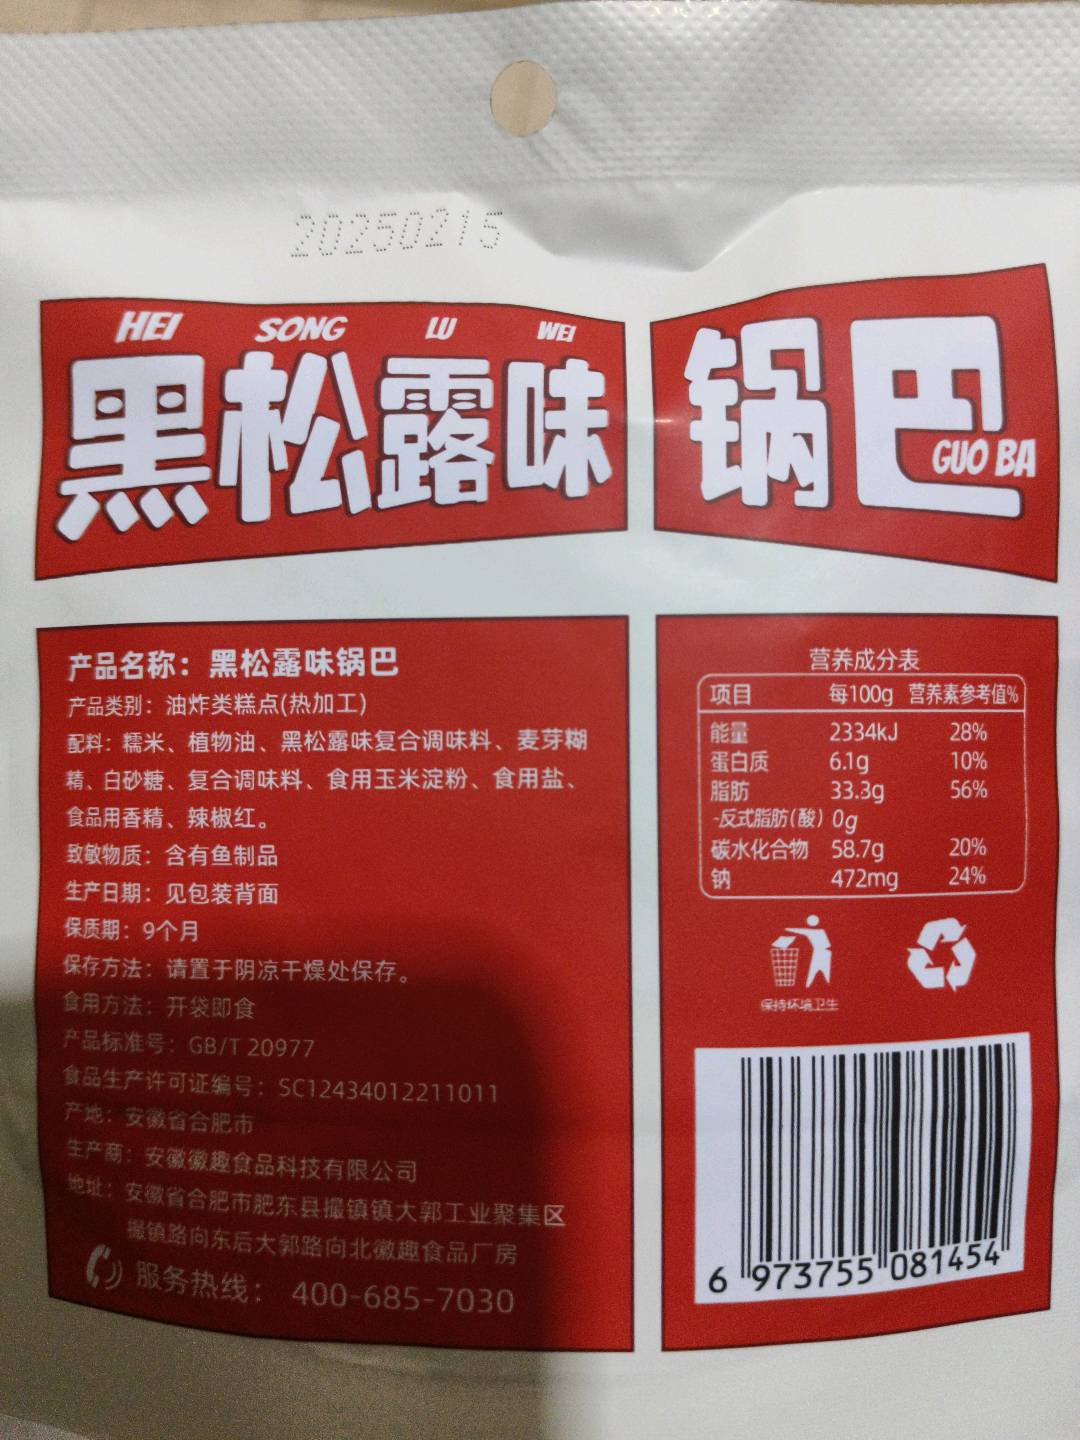 20250215
HEI SONG LU WEI
黑松露味 锅巴
GUO BA
产品名称：黑松露味锅巴
产品类别：油炸类糕点(热加工)
配料：糯米、植物油、黑松露味复合调味料、麦芽糊
精、白砂糖、复合调味料、食用玉米淀粉、食用盐、
食品用香精、辣椒红。
致敏物质：含有鱼制品
生产日期：见包装背面
保质期：9个月
保存方法：请置于阴凉干燥处保存。
食用方法：开袋即食
产品标准号：GB/T 20977
食品生产许可证编号：SC12434012211011
产地：安徽省合肥市
生产商：安徽徽趣食品科技有限公司
地址：安徽省合肥市肥东县撮镇镇大郭工业聚集区
撮镇路向东后大郭路向北徽趣食品厂房
服务热线：400-685-7030
营养成分表
项目 每100g 营养素参考值%
能量 2334kJ 28%
蛋白质 6.1g 10%
脂肪 33.3g 56%
-反式脂肪(酸) 0g
碳水化合物 58.7g 20%
钠 472mg 24%
保持环境卫生
6 973755 081454